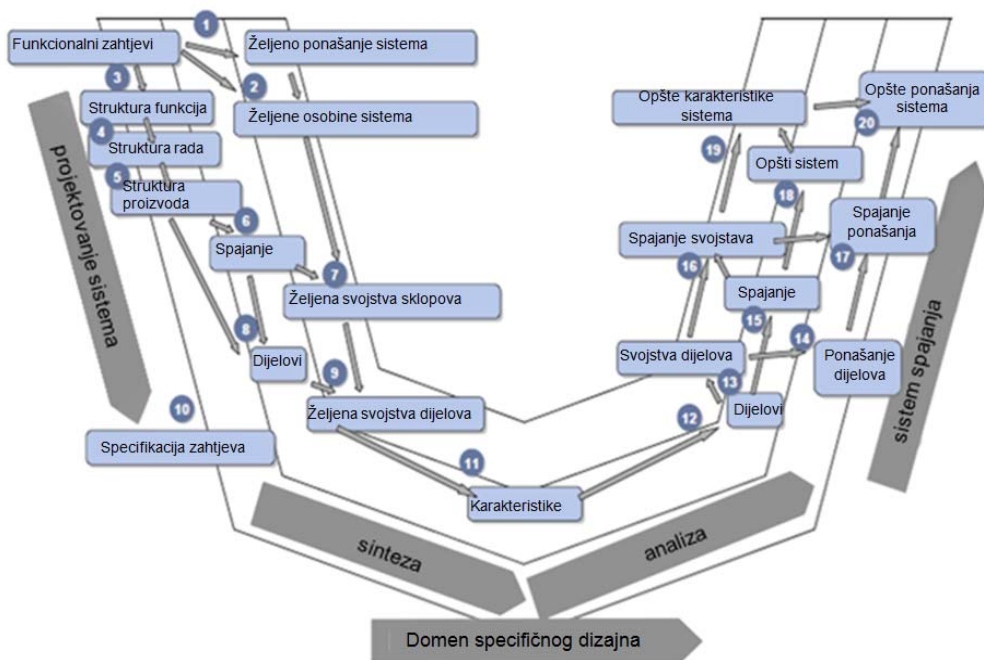 1
Funkcionalni zahtjevi
Željeno ponašanje sistema
3
2
Struktura funkcija
Željene osobine sistema
4
Struktura rada
5
Struktura
proizvoda
6
Spajanje
7
Željena svojstva sklopova
8
Dijelovi
9
Željena svojstva dijelova
10
Specifikacija zahtjeva
11
Karakteristike
12
Dijelovi
13
Svojstva dijelova
14
Ponašanje
dijelova
15
Spajanje
16
Spajanje svojstava
17
Spajanje
ponašanja
18
Opšti sistem
19
Opšte karakteristike
sistema
20
Opšte ponašanja
sistema
projektovanje sistema
sinteza
analiza
sistem spajanja
Domen specifičnog dizajna